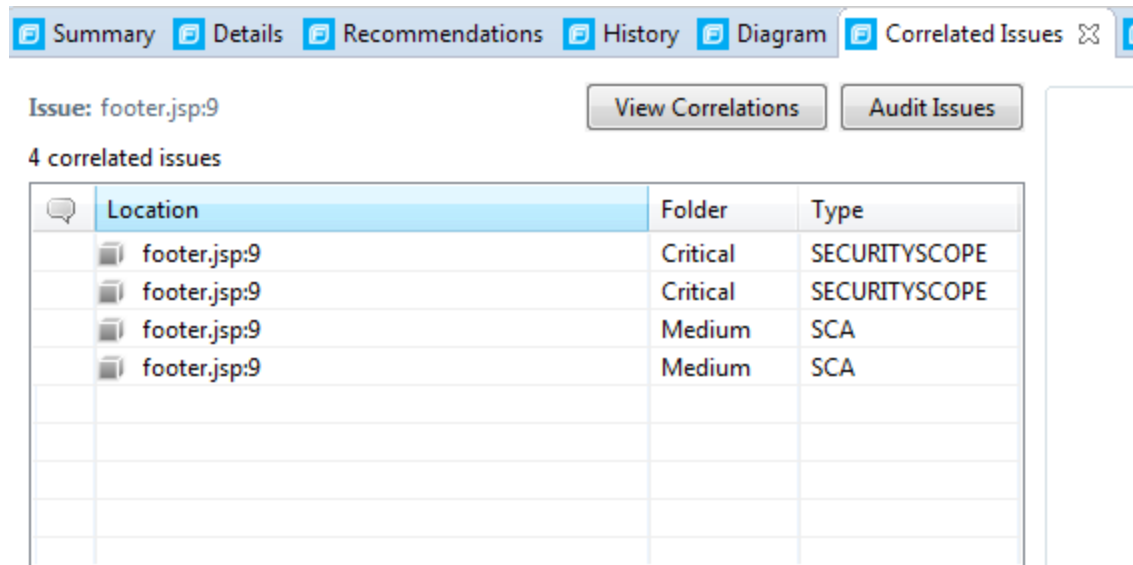 Summary Details Recommendations History Diagram Correlated Issues
Issue: footer.jsp:9 View Correlations Audit Issues
4 correlated issues
Location Folder Type
footer.jsp:9 Critical SECURITYSCOPE
footer.jsp:9 Critical SECURITYSCOPE
footer.jsp:9 Medium SCA
footer.jsp:9 Medium SCA